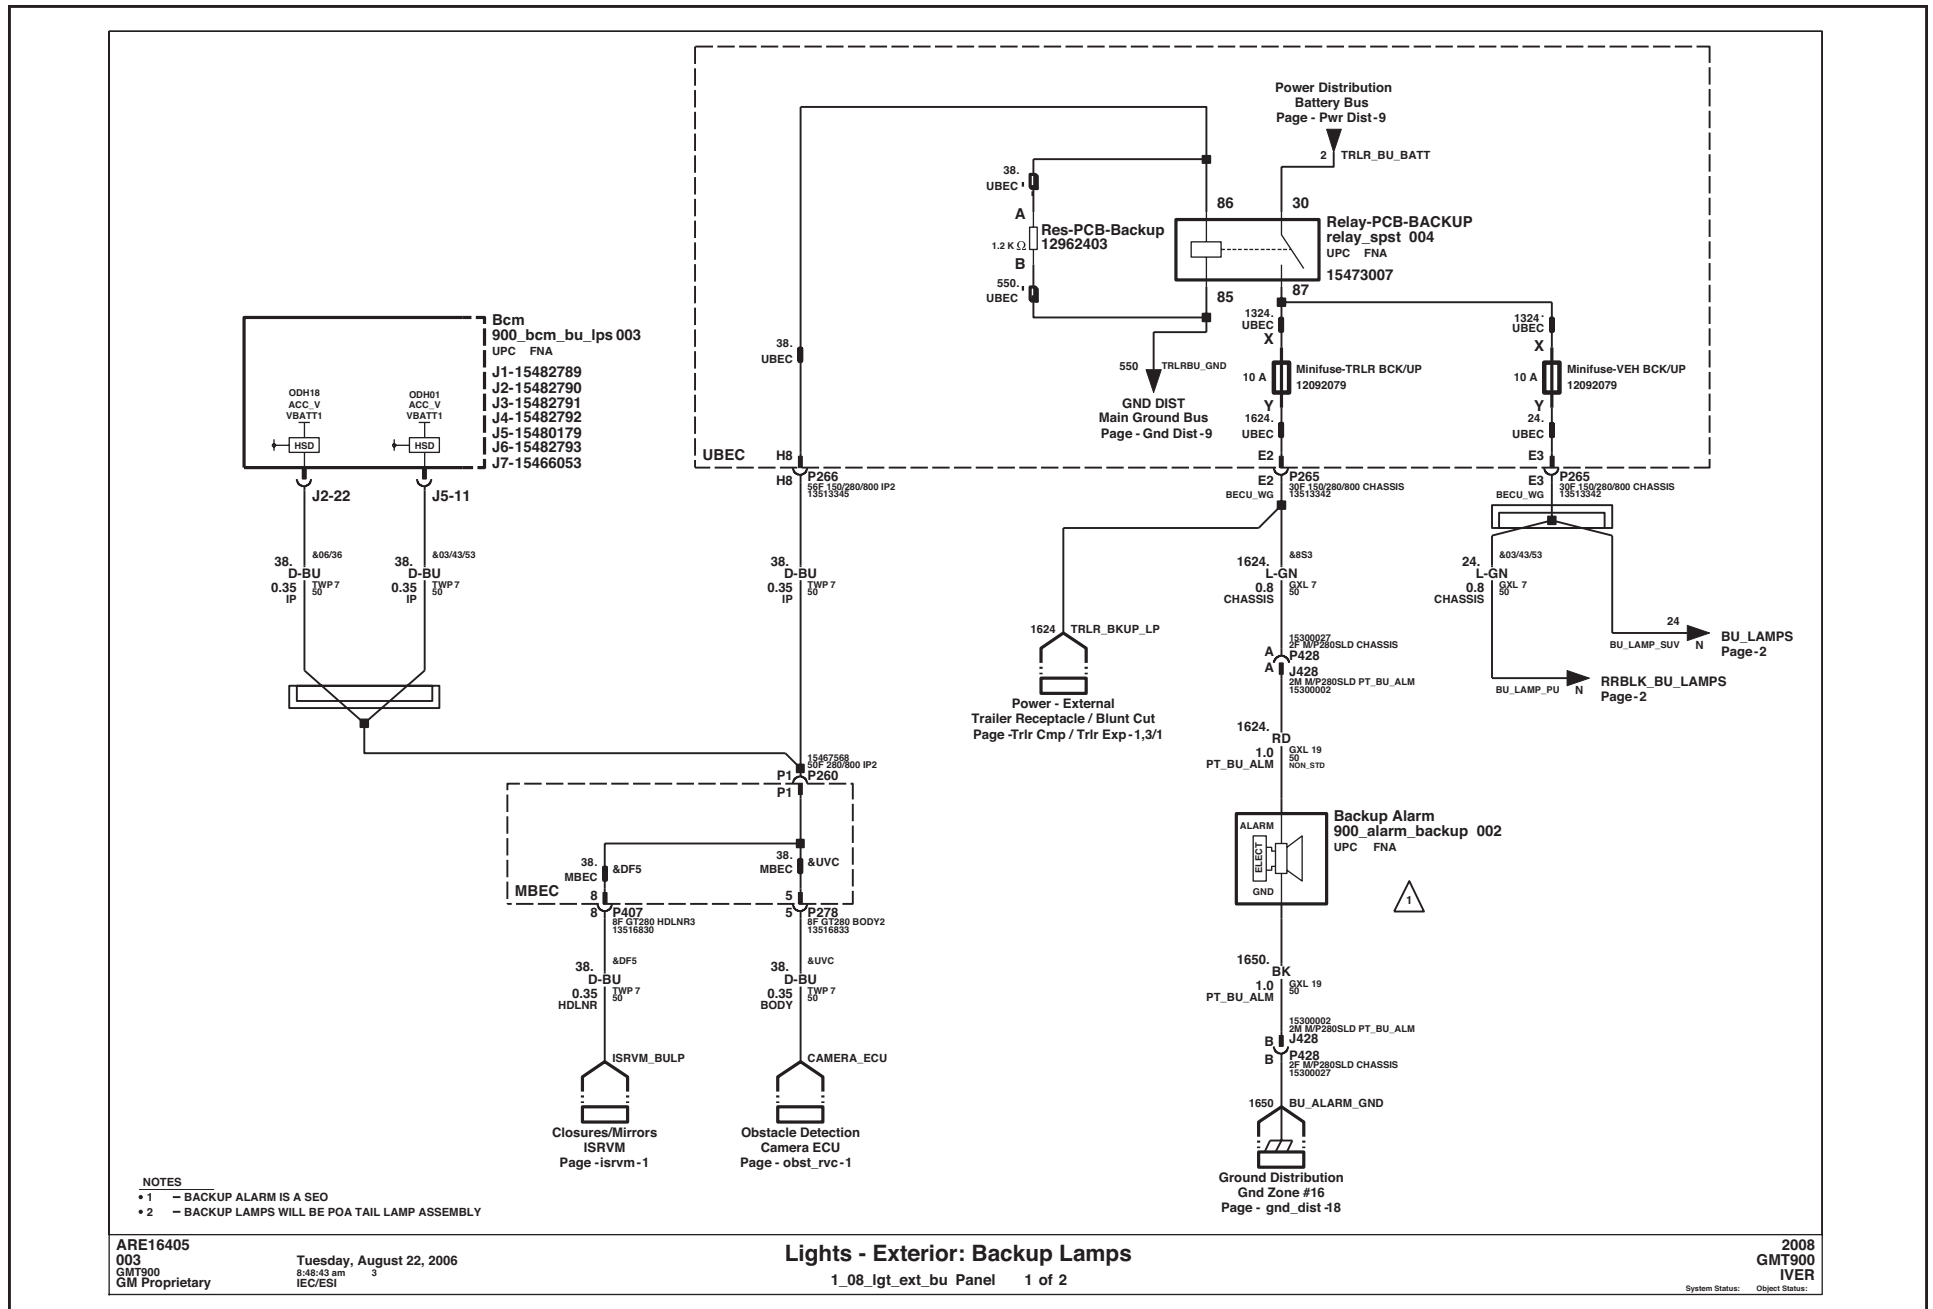 Power Distribution
Battery Bus
Page - Pwr Dist-9
2 TRLR_BU_BATT
38.
UBEC
A
1.2 K Ω
B
550.
UBEC
Res-PCB-Backup
12962403
86
30
85
87
Relay-PCB-BACKUP
relay_spst 004
UPC FNA
15473007
550 TRLRBU_GND
GND DIST
Main Ground Bus
Page - Gnd Dist-9
1324.
UBEC
X
10 A
Y
1624.
UBEC
Minifuse-TRLR BCK/UP
12092079
1324.
UBEC
X
10 A
Y
24.
UBEC
Minifuse-VEH BCK/UP
12092079
38.
UBEC
Bcm
900_bcm_bu_lps 003
UPC FNA
J1-15482789
J2-15482790
J3-15482791
J4-15482792
J5-15480179
J6-15482793
J7-15466053
ODH18
ACC_V
VBATT1
HSD
ODH01
ACC_V
VBATT1
HSD
J2-22
J5-11
UBEC
H8
H8
P266
56F 150/280/800 IP2
13513345
E2
E2
BECU_WG
P265
30F 150/280/800 CHASSIS
13513342
E3
E3
BECU_WG
P265
30F 150/280/800 CHASSIS
13513342
&06/36
38.
D-BU
0.35
IP
TWP 7
50
&03/43/53
38.
D-BU
0.35
IP
TWP 7
50
38.
D-BU
0.35
IP
TWP 7
50
&8S3
1624.
L-GN
0.8
CHASSIS
GXL 7
50
&03/43/53
24.
L-GN
0.8
CHASSIS
GXL 7
50
1624 TRLR_BKUP_LP
Power - External
Trailer Receptacle / Blunt Cut
Page -Trlr Cmp / Trlr Exp-1,3/1
15300027
2F M/P280SLD CHASSIS
A P428
A J428
2M M/P280SLD PT_BU_ALM
15300002
24
BU_LAMP_SUV N
BU_LAMPS
Page-2
BU_LAMP_PU N
RRBLK_BU_LAMPS
Page-2
1624.
RD
1.0
PT_BU_ALM
GXL 19
50
NON_STD
15467568
50F 280/800 IP2
P1 P260
P1
38.
MBEC
&DF5
38.
MBEC
&UVC
MBEC
8
8
P407
8F GT280 HDLNR3
13516830
5
5
P278
8F GT280 BODY2
13516833
Backup Alarm
900_alarm_backup 002
UPC FNA
ALARM
ELECT
GND
1
&DF5
38.
D-BU
0.35
HDLNR
TWP 7
50
&UVC
38.
D-BU
0.35
BODY
TWP 7
50
1650.
BK
1.0
PT_BU_ALM
GXL 19
50
15300002
2M M/P280SLD PT_BU_ALM
B J428
B P428
2F M/P280SLD CHASSIS
15300027
ISRVM_BULP
Closures/Mirrors
ISRVM
Page -isrvm-1
CAMERA_ECU
Obstacle Detection
Camera ECU
Page - obst_rvc-1
1650 BU_ALARM_GND
Ground Distribution
Gnd Zone #16
Page - gnd_dist -18
NOTES
• 1 – BACKUP ALARM IS A SEO
• 2 – BACKUP LAMPS WILL BE POA TAIL LAMP ASSEMBLY
ARE16405
003
GMT900
GM Proprietary
Tuesday, August 22, 2006
8:48:43 am 3
IEC/ESI
Lights - Exterior: Backup Lamps
1_08_lgt_ext_bu Panel 1 of 2
2008
GMT900
IVER
System Status: Object Status: